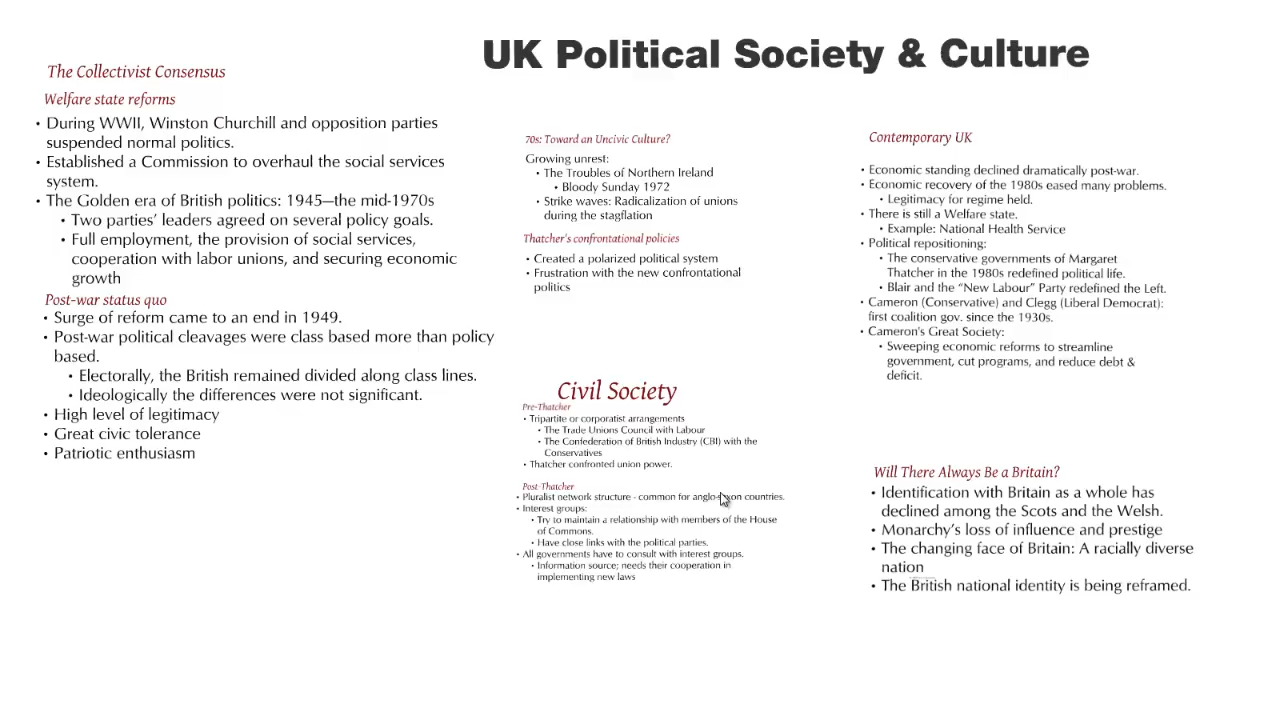 UK Political Society & Culture
The Collectivist Consensus
Welfare state reforms
• During WWII, Winston Churchill and opposition parties
suspended normal politics.
• Established a Commission to overhaul the social services
system.
• The Golden era of British politics: 1945—the mid-1970s
• Two parties' leaders agreed on several policy goals.
• Full employment, the provision of social services,
cooperation with labor unions, and securing economic
growth
Post-war status quo
• Surge of reform came to an end in 1949.
• Post-war political cleavages were class based more than policy
based.
• Electorally, the British remained divided along class lines.
• Ideologically the differences were not significant.
• High level of legitimacy
• Great civic tolerance
• Patriotic enthusiasm
70s: Toward an Uncivic Culture?
Growing unrest:
• The Troubles of Northern Ireland
• Bloody Sunday 1972
• Strike waves: Radicalization of unions
during the stagflation
Thatcher's confrontational policies
• Created a polarized political system
• Frustration with the new confrontational
politics
Civil Society
Pre-Thatcher
• Tripartite or corporatist arrangements
• The Trade Unions Council with Labour
• The Confederation of British Industry (CBI) with the
Conservatives
• Thatcher confronted union power.
Post-Thatcher
• Pluralist network structure - common for anglo-saxon countries.
• Interest groups:
• Try to maintain a relationship with members of the House
of Commons.
• Have close links with the political parties.
• All governments have to consult with interest groups.
• Information source; needs their cooperation in
implementing new laws
Contemporary UK
• Economic standing declined dramatically post-war.
• Economic recovery of the 1980s eased many problems.
• Legitimacy for regime held.
• There is still a Welfare state.
• Example: National Health Service
• Political repositioning:
• The conservative governments of Margaret
Thatcher in the 1980s redefined political life.
• Blair and the "New Labour" Party redefined the Left.
• Cameron (Conservative) and Clegg (Liberal Democrat):
first coalition gov. since the 1930s.
• Cameron's Great Society:
• Sweeping economic reforms to streamline
government, cut programs, and reduce debt &
deficit.
Will There Always Be a Britain?
• Identification with Britain as a whole has
declined among the Scots and the Welsh.
• Monarchy's loss of influence and prestige
• The changing face of Britain: A racially diverse
nation
• The British national identity is being reframed.